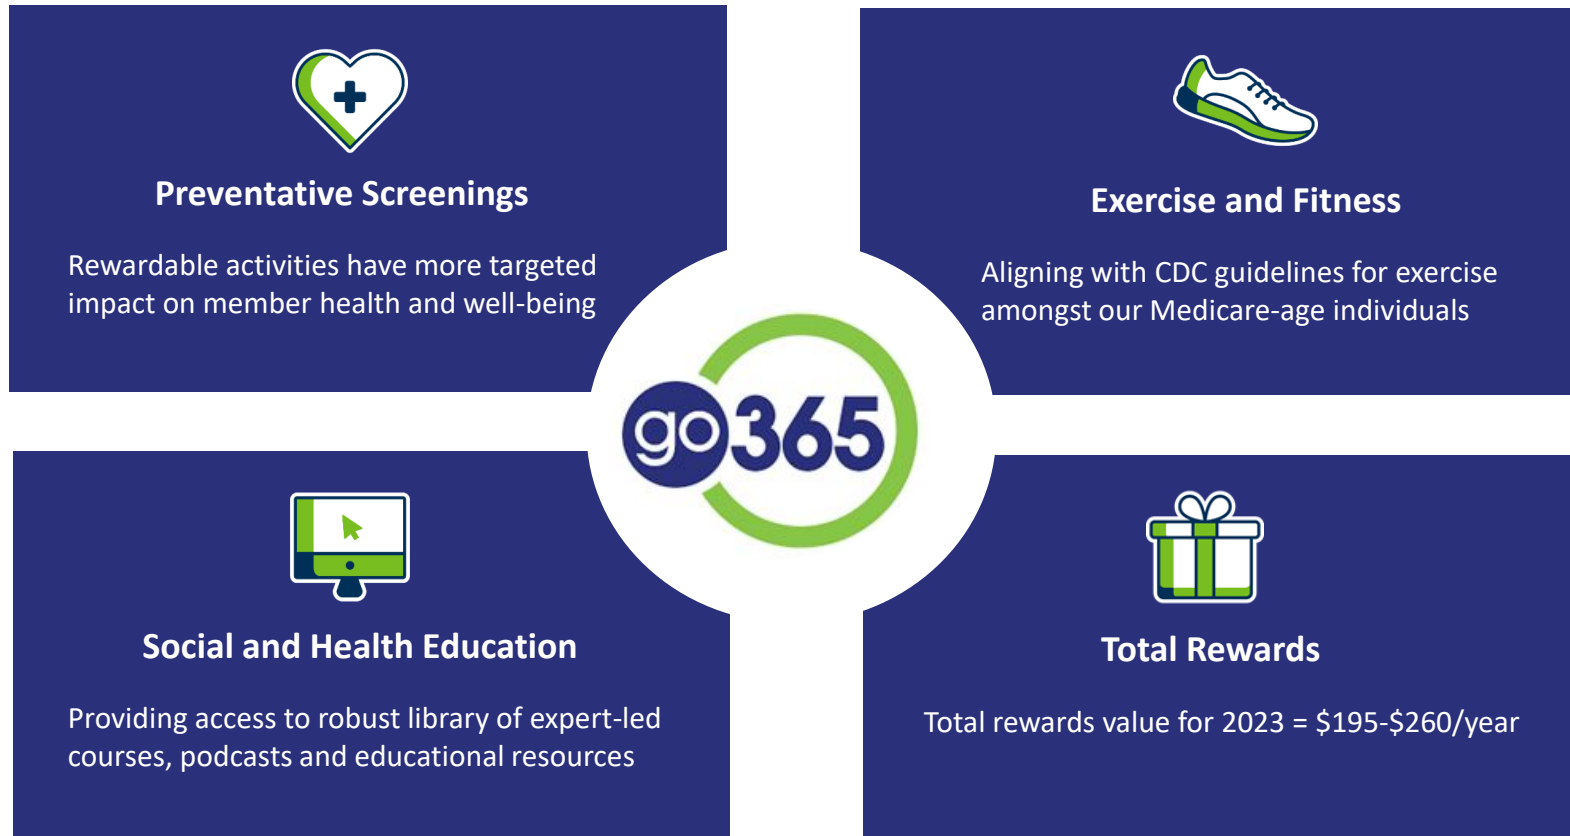 Preventative Screenings
Rewardable activities have more targeted
impact on member health and well-being
Exercise and Fitness
Aligning with CDC guidelines for exercise
amongst our Medicare-age individuals
go365
Social and Health Education
Providing access to robust library of expert-led
courses, podcasts and educational resources
Total Rewards
Total rewards value for 2023 = $195-$260/year